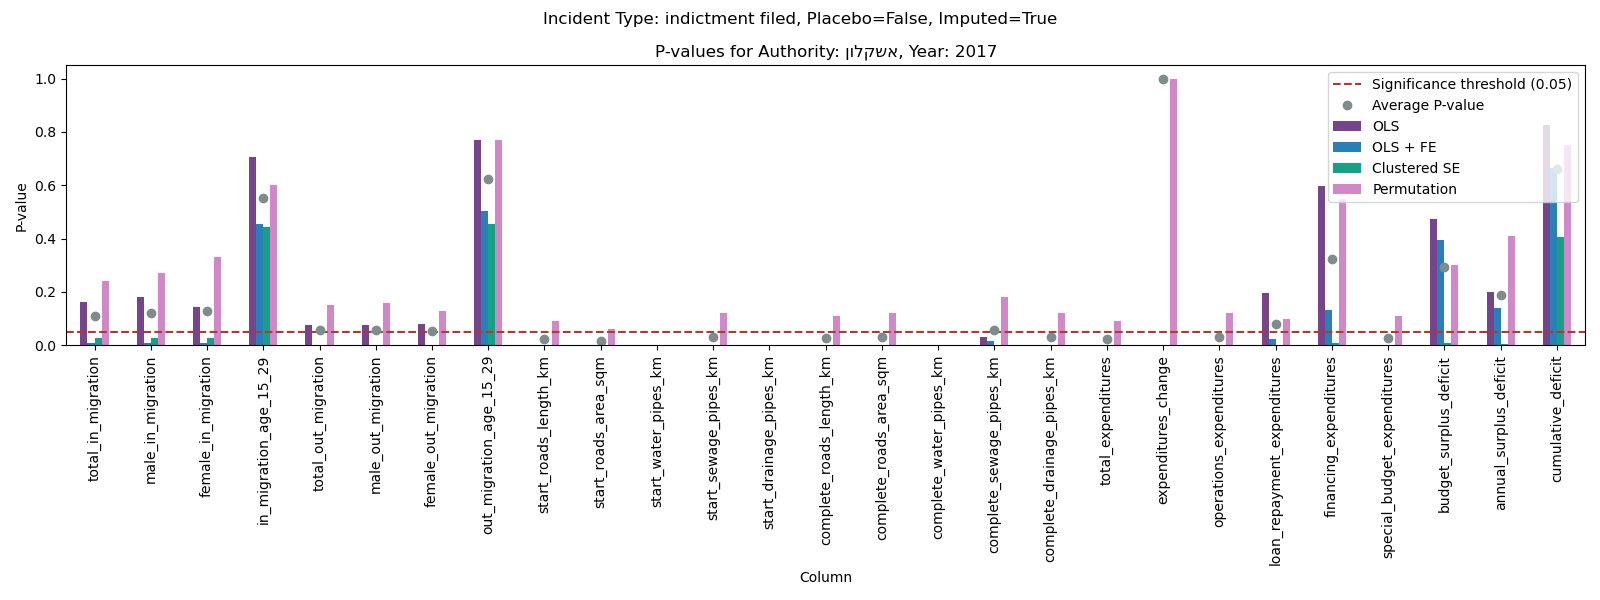 Incident Type: indictment filed, Placebo=False, Imputed=True
P-values for Authority: אשקלון, Year: 2017
P-value
1.0
0.8
0.6
0.4
0.2
0.0
Significance threshold (0.05)
Average P-value
OLS
OLS + FE
Clustered SE
Permutation
total_in_migration
male_in_migration
female_in_migration
in_migration_age_15_29
total_out_migration
male_out_migration
female_out_migration
out_migration_age_15_29
start_roads_length_km
start_roads_area_sqm
start_water_pipes_km
start_sewage_pipes_km
start_drainage_pipes_km
complete_roads_length_km
complete_roads_area_sqm
complete_water_pipes_km
complete_sewage_pipes_km
complete_drainage_pipes_km
total_expenditures
expenditures_change
operations_expenditures
loan_repayment_expenditures
financing_expenditures
special_budget_expenditures
budget_surplus_deficit
annual_surplus_deficit
cumulative_deficit
Column